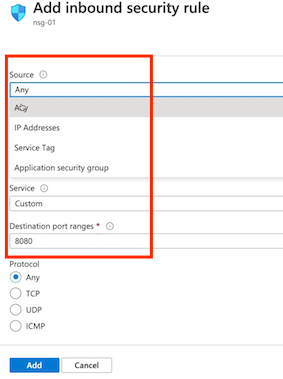 Add inbound security rule
nsg-01
Source
Any
Any
IP Addresses
Service Tag
Application security group
Service
Custom
Destination port ranges *
8080
Protocol
Any
TCP
UDP
ICMP
Add
Cancel